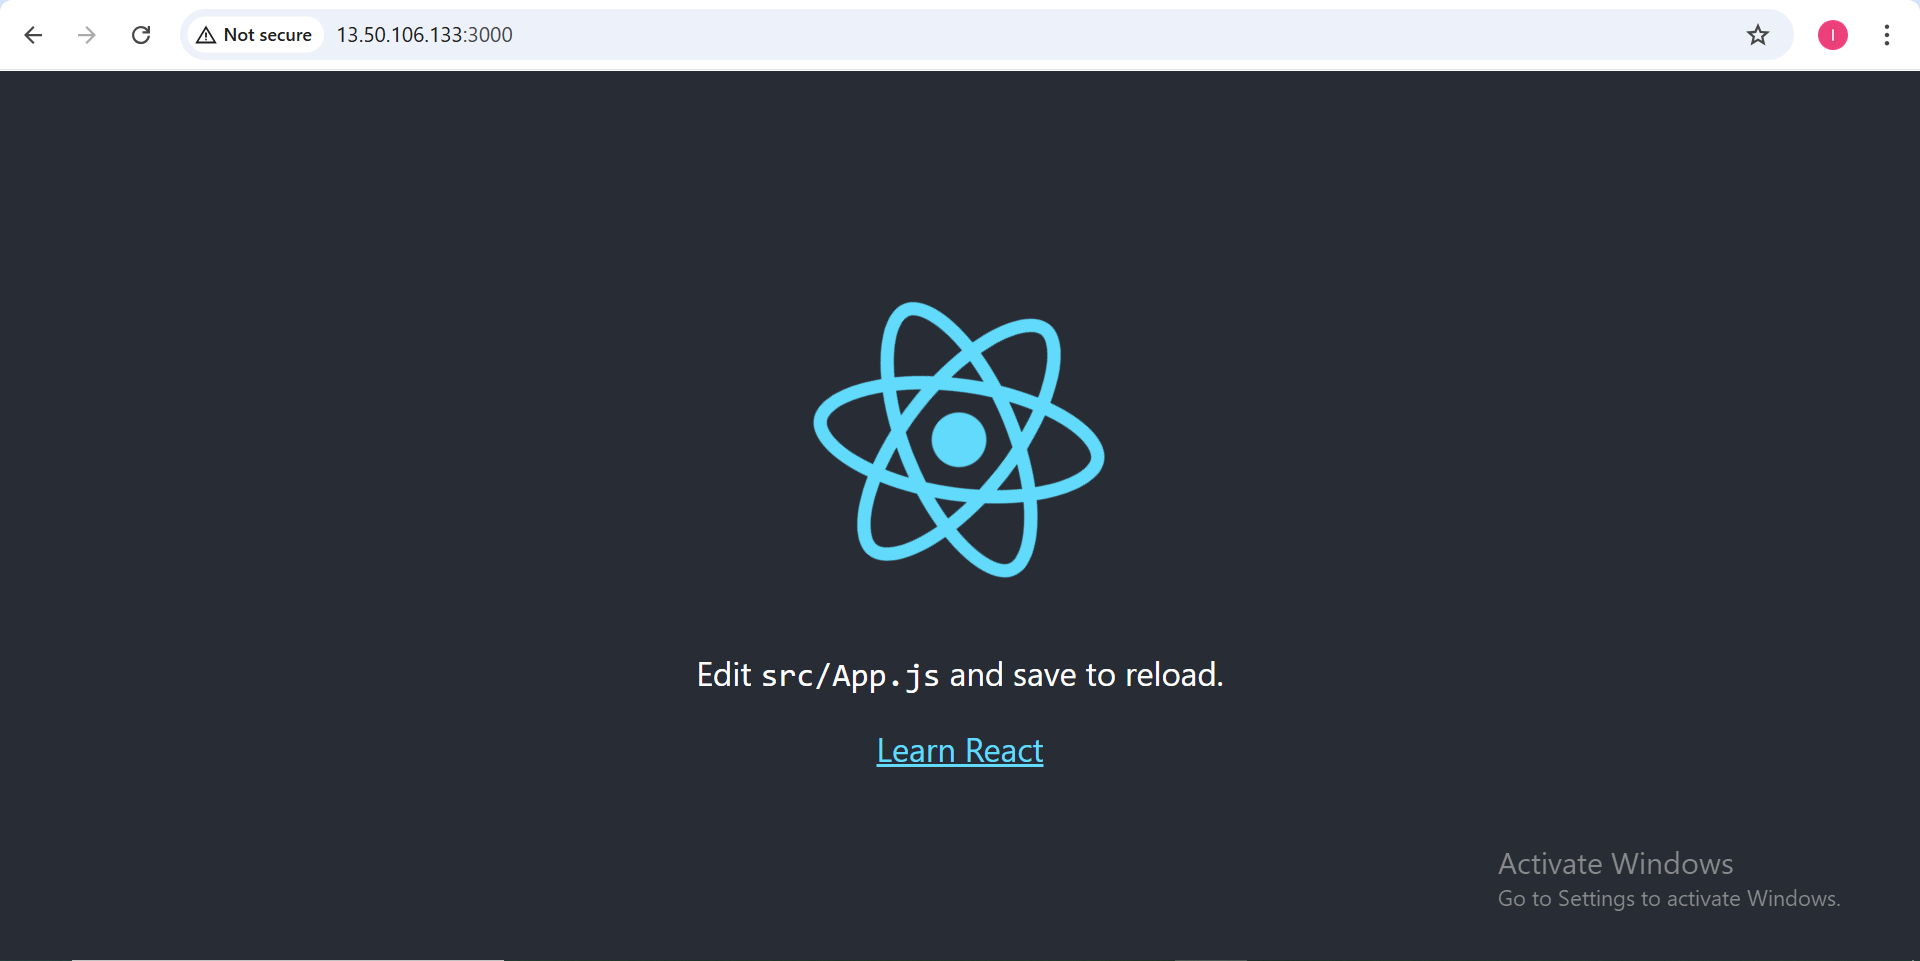 Not secure
13.50.106.133:3000
I
Edit src/App.js and save to reload.
Learn React
Activate Windows
Go to Settings to activate Windows.